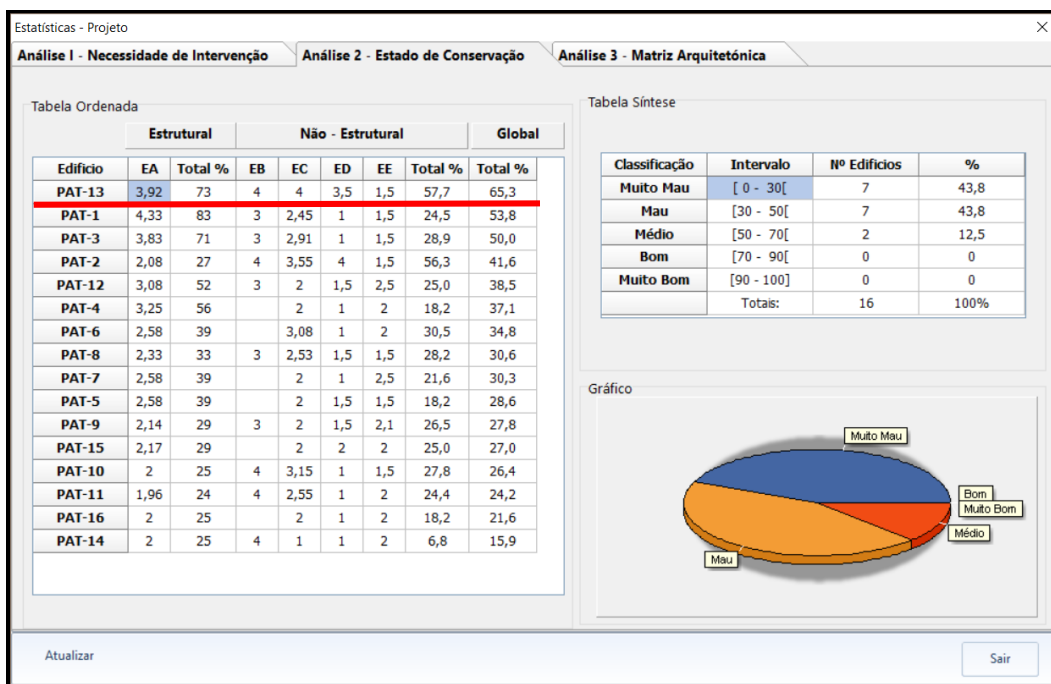 Estatísticas - Projeto
Análise I - Necessidade de Intervenção Análise 2 - Estado de Conservação Análise 3 - Matriz Arquitetónica
Tabela Ordenada
Estrutural Não - Estrutural Global
Edifício EA Total % EB EC ED EE Total % Total %
PAT-13 3,92 73 4 4 3,5 1,5 57,7 65,3
PAT-1 4,33 83 3 2,45 1 1,5 24,5 53,8
PAT-3 3,83 71 3 2,91 1 1,5 28,9 50,0
PAT-2 2,08 27 4 3,55 4 1,5 56,3 41,6
PAT-12 3,08 52 3 2 1,5 2,5 25,0 38,5
PAT-4 3,25 56 2 1 2 18,2 37,1
PAT-6 2,58 39 3,08 1 2 30,5 34,8
PAT-8 2,33 33 3 2,53 1,5 1,5 28,2 30,6
PAT-7 2,58 39 2 1 2,5 21,6 30,3
PAT-5 2,58 39 2 1,5 1,5 18,2 28,6
PAT-9 2,14 29 3 2 1,5 2,1 26,5 27,8
PAT-15 2,17 29 2 2 2 25,0 27,0
PAT-10 2 25 4 3,15 1 1,5 27,8 26,4
PAT-11 1,96 24 4 2,55 1 2 24,4 24,2
PAT-16 2 25 2 1 2 18,2 21,6
PAT-14 2 25 4 1 1 2 6,8 15,9
Tabela Síntese
Classificação Intervalo Nº Edifícios %
Muito Mau [ 0 - 30[ 7 43,8
Mau [30 - 50[ 7 43,8
Médio [50 - 70[ 2 12,5
Bom [70 - 90[ 0 0
Muito Bom [90 - 100] 0 0
Totais: 16 100%
Gráfico
Muito Mau
Bom
Muito Bom
Médio
Mau
Atualizar
Sair